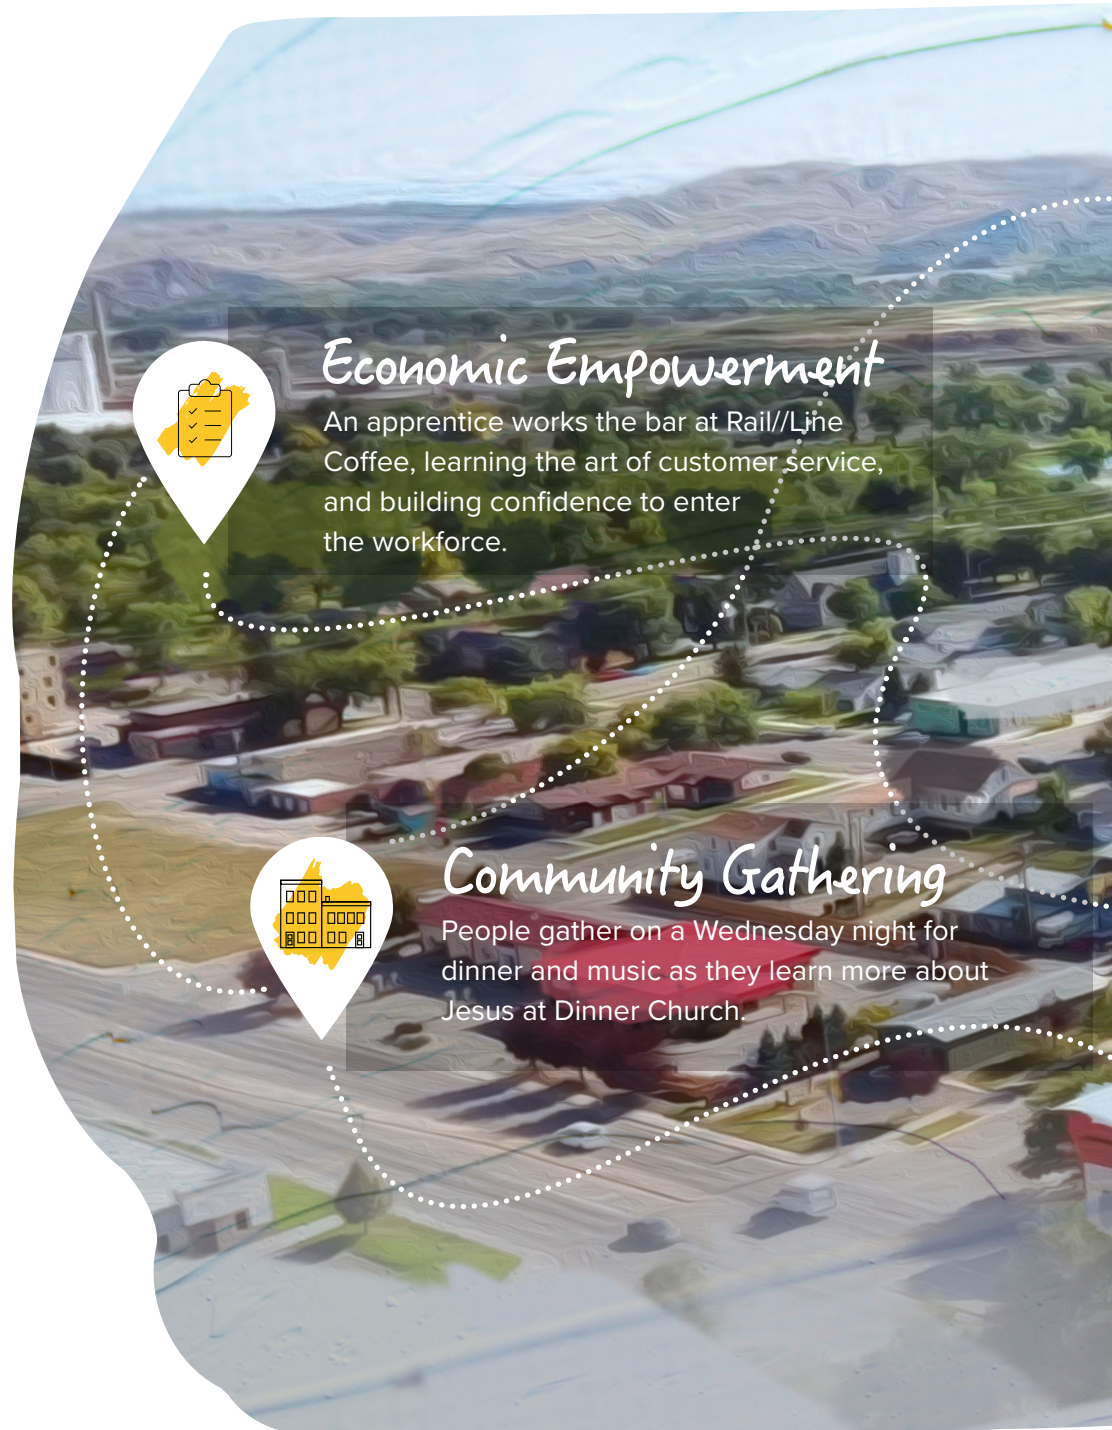 Economic Empowerment
An apprentice works the bar at Rail//Line
Coffee, learning the art of customer service,
and building confidence to enter
the workforce.
Community Gathering
People gather on a Wednesday night for
dinner and music as they learn more about
Jesus at Dinner Church.